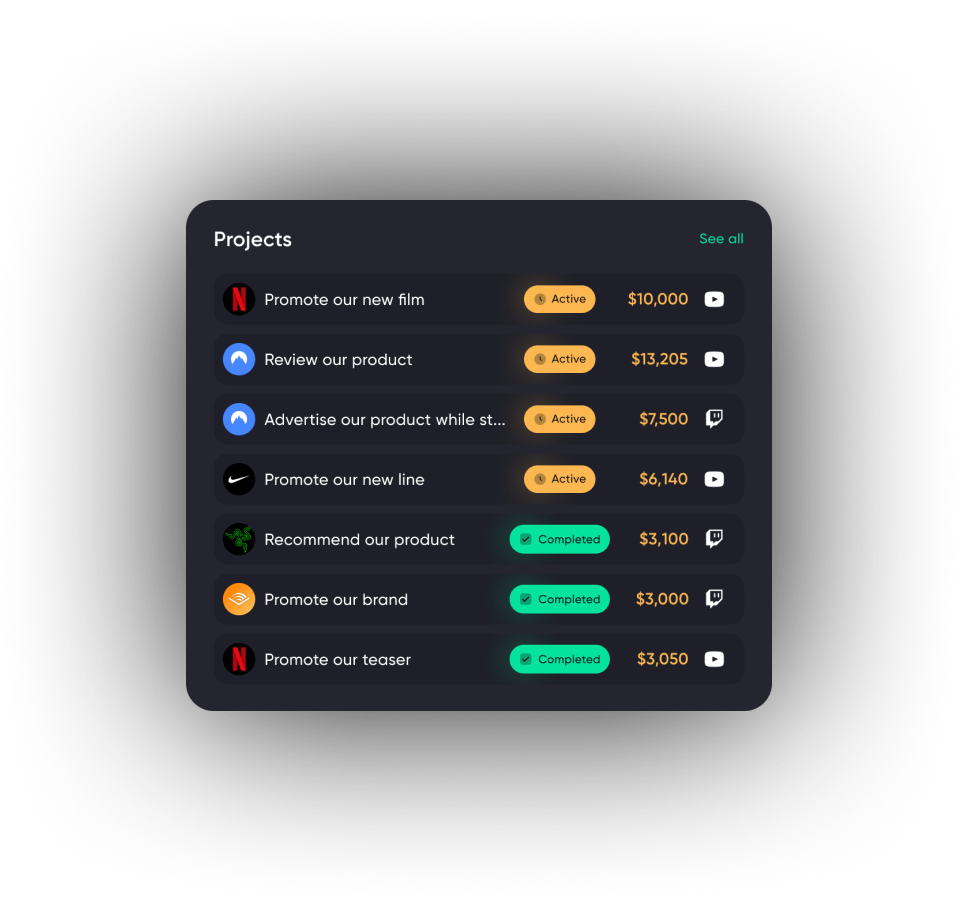 Projects See all
Promote our new film Active $10,000
Review our product Active $13,205
Advertise our product while st... Active $7,500
Promote our new line Active $6,140
Recommend our product Completed $3,100
Promote our brand Completed $3,000
Promote our teaser Completed $3,050